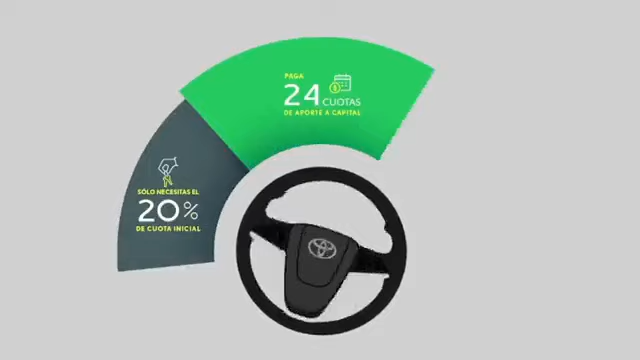 SÓLO NECESITAS EL
20%
DE CUOTA INICIAL
PAGA
24 CUOTAS
DE APORTE A CAPITAL